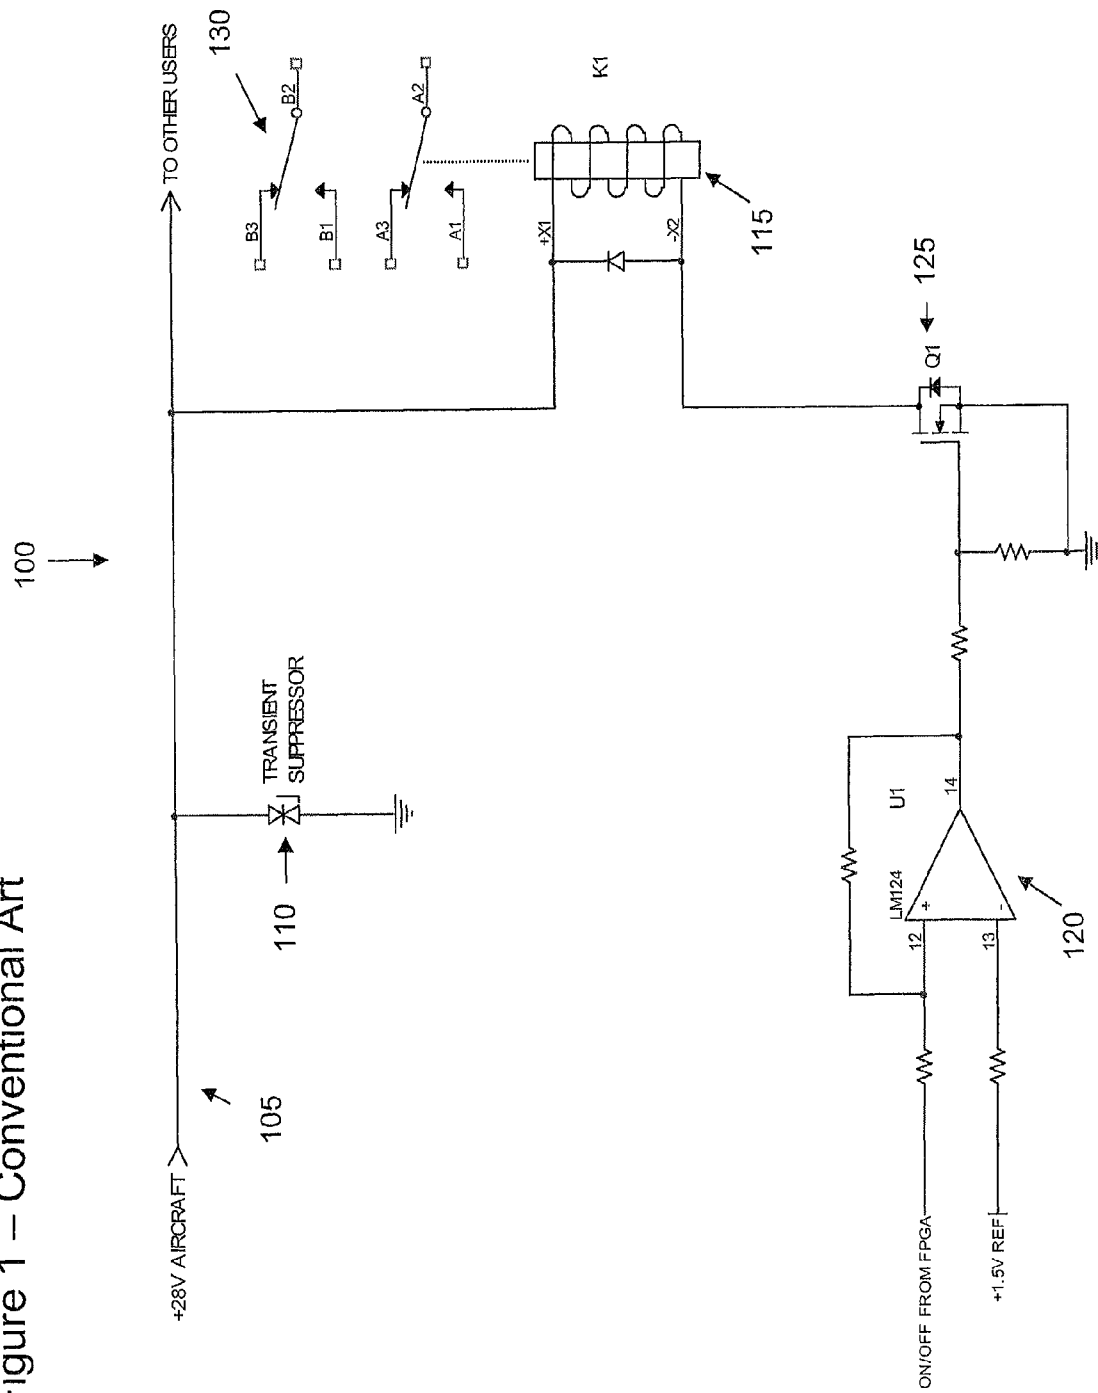 Figure 1 – Conventional Art
100
+28V AIRCRAFT
TO OTHER USERS
130
105
110
TRANSIENT
SUPPRESSOR
B3
B2
B1
A3
A2
A1
+X1
K1
-X2
115
LM124
U1
12
+
14
13
-
120
Q1
125
ON/OFF FROM FPGA
+1.5V REF